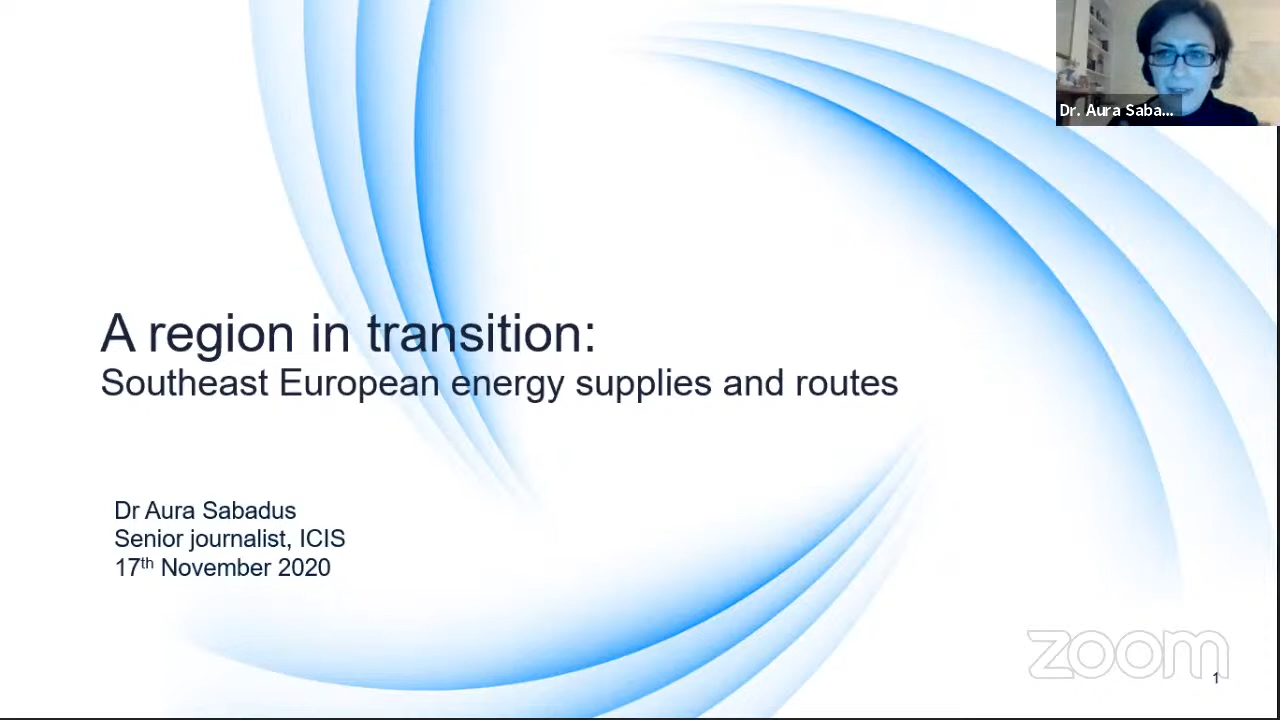 Dr. Aura Saba...
A region in transition:
Southeast European energy supplies and routes
Dr Aura Sabadus
Senior journalist, ICIS
17th November 2020
zoom
1